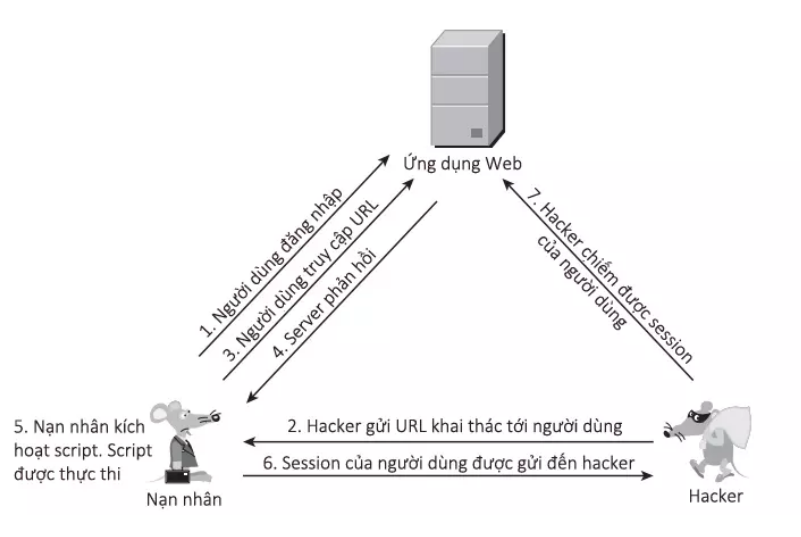 Ứng dụng Web
1. Người dùng đăng nhập
3. Người dùng truy cập URL
4. Server phản hồi
7. Hacker chiếm được session
của người dùng
5. Nạn nhân kích
hoạt script. Script
được thực thi
2. Hacker gửi URL khai thác tới người dùng
6. Session của người dùng được gửi đến hacker
Nạn nhân
Hacker